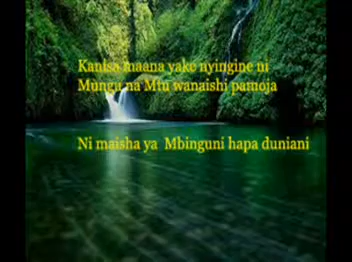 Kanisa maana yake nyingine ni
Mungu na Mtu wanaishi pamoja
Ni maisha ya Mbinguni hapa duniani